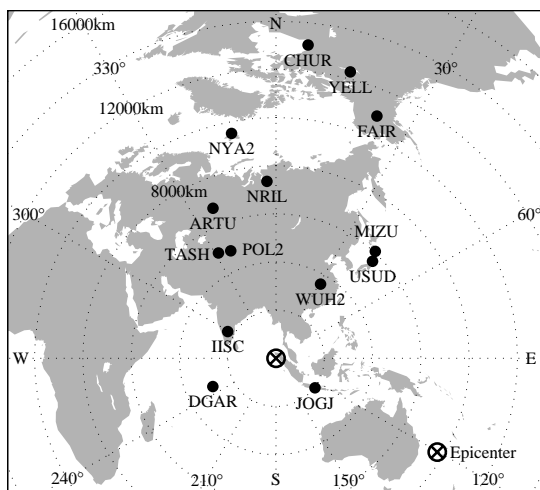 16000km
N
CHUR
330°
30°
YELL
12000km
FAIR
NYA2
8000km
NRIL
ARTU
300°
60°
MIZU
TASH
POL2
USUD
WUH2
IISC
W
E
DGAR
JOGJ
Epicenter
240°
210°
S
150°
120°